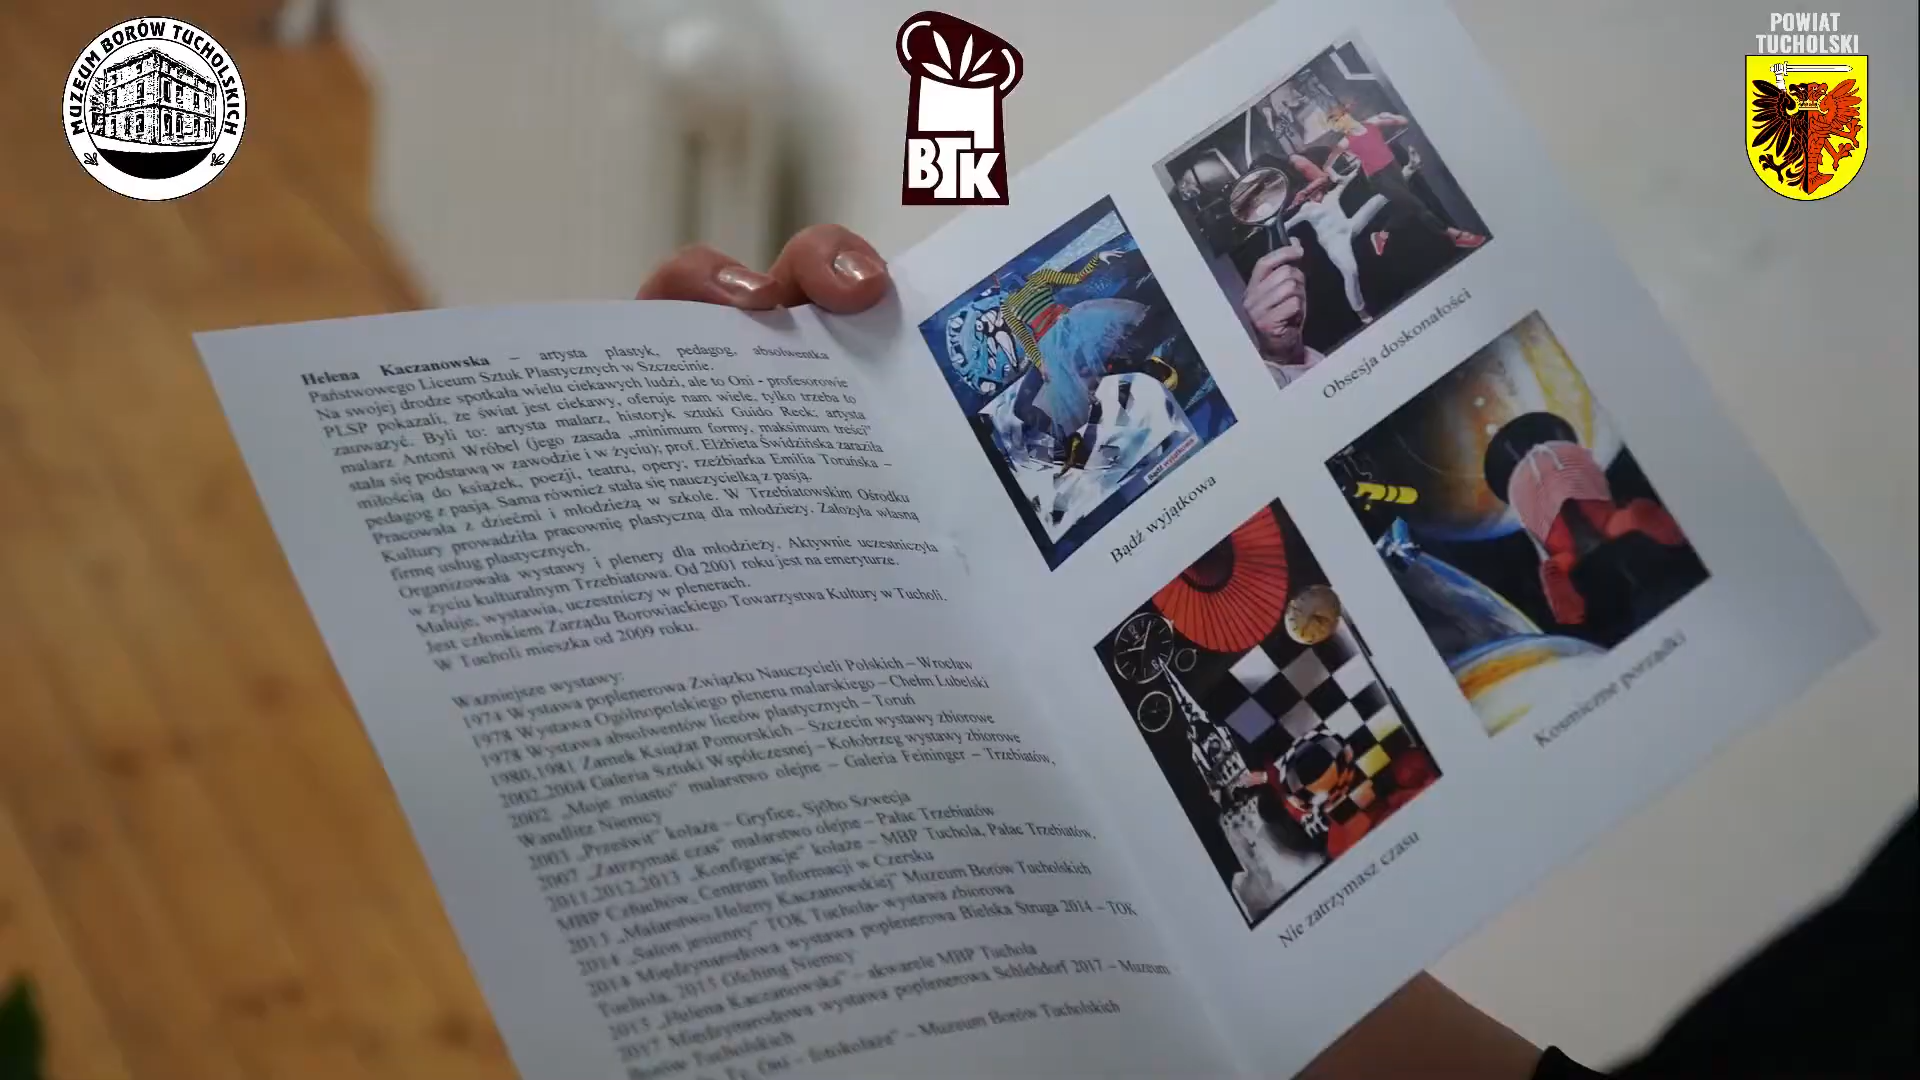 MUZEUM BORÓW TUCHOLSKICH
BTK
POWIAT
TUCHOLSKI
Helena Kaczanowska – artysta plastyk, pedagog, absolwentka
Państwowego Liceum Sztuk Plastycznych w Szczecinie.
Na swojej drodze spotkała wielu ciekawych ludzi, ale to Oni - profesorowie
PLSP pokazali, że świat jest ciekawy, oferuje nam wiele, tylko trzeba to
zauważyć. Byli to: artysta malarz, historyk sztuki Guido Reck; artysta
malarz Antoni Wróbel (jego zasada „minimum formy, maksimum treści”
stała się podstawą w zawodzie i w życiu); prof. Elżbieta Świdzińska zaraziła
miłością do książek, poezji, teatru, opery; rzeźbiarka Emilia Toruńska –
pedagog z pasją. Sama również stała się nauczycielką z pasją.
Pracowała z dziećmi i młodzieżą w szkole. W Trzebiatowskim Ośrodku
Kultury prowadziła pracownię plastyczną dla młodzieży. Założyła własną
firmę usług plastycznych.
Organizowała wystawy i plenery dla młodzieży. Aktywnie uczestniczyła
w życiu kulturalnym Trzebiatowa. Od 2001 roku jest na emeryturze.
Maluje, wystawia, uczestniczy w plenerach.
Jest członkiem Zarządu Borowiackiego Towarzystwa Kultury w Tucholi.
W Tucholi mieszka od 2009 roku.
Ważniejsze wystawy:
1974 Wystawa poplenerowa Związku Nauczycieli Polskich – Wrocław
1978 Wystawa Ogólnopolskiego pleneru malarskiego – Chełm Lubelski
1978 Wystawa absolwentów liceów plastycznych – Toruń
1980,1981 Zamek Książąt Pomorskich – Szczecin wystawy zbiorowe
2002,2004 Galeria Sztuki Współczesnej – Kołobrzeg wystawy zbiorowe
2002 „Moje miasto” malarstwo olejne – Galeria Feininger – Trzebiatów,
Wandlitz Niemcy
2003 „Prześwit” kolaże – Gryfice, Sjöbo Szwecja
2007 „Zatrzymać czas” malarstwo olejne – Pałac Trzebiatów
2011,2012,2013 „Konfiguracje” kolaże – MBP Tuchola, Pałac Trzebiatów,
MBP Człuchów, Centrum Informacji w Czersku
2013 „Malarstwo Heleny Kaczanowskiej” Muzeum Borów Tucholskich
2014 „Salon jesienny” TOK Tuchola- wystawa zbiorowa
2014 Międzynarodowa wystawa poplenerowa Bielska Struga 2014 – TOK
Tuchola, 2015 Olching Niemcy
2015 „Helena Kaczanowska” – akwarele MBP Tuchola
2017 Międzynarodowa wystawa poplenerowa Schlehdorf 2017 – Muzeum
Borów Tucholskich
Ty, Oni – fotokolaże” – Muzeum Borów Tucholskich
Bądź wyjątkowa
Bądź wyjątkowa
Obsesja doskonałości
Nie zatrzymasz czasu
Kosmiczne porządki